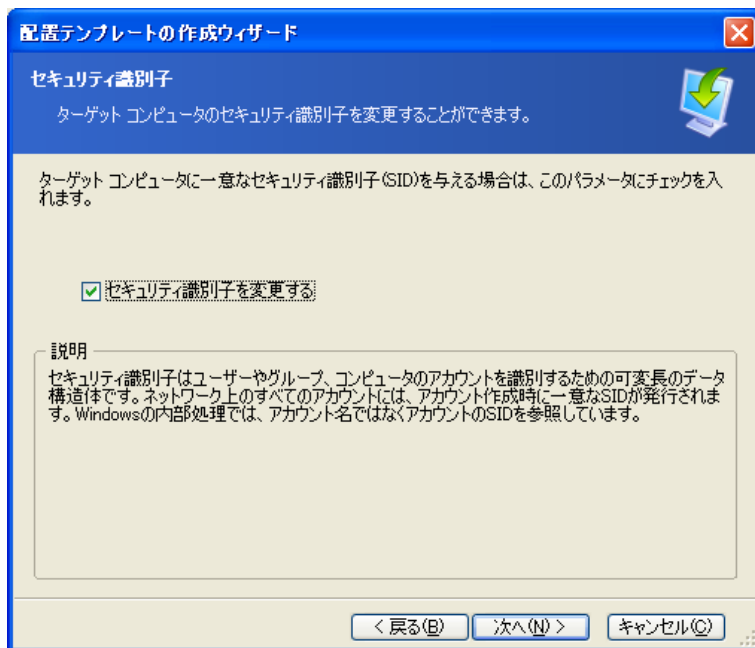 配置テンプレートの作成ウィザード
セキュリティ識別子
ターゲット コンピュータのセキュリティ識別子を変更することができます。
ターゲット コンピュータに一意なセキュリティ識別子(SID)を与える場合は、このパラメータにチェックを入
れます。
セキュリティ識別子を変更する
説明
セキュリティ識別子はユーザーやグループ、コンピュータのアカウントを識別するための可変長のデータ
構造体です。ネットワーク上のすべてのアカウントには、アカウント作成時に一意なSIDが発行されま
す。Windowsの内部処理では、アカウント名ではなくアカウントのSIDを参照しています。
< 戻る(B)
次へ(N) >
キャンセル(C)